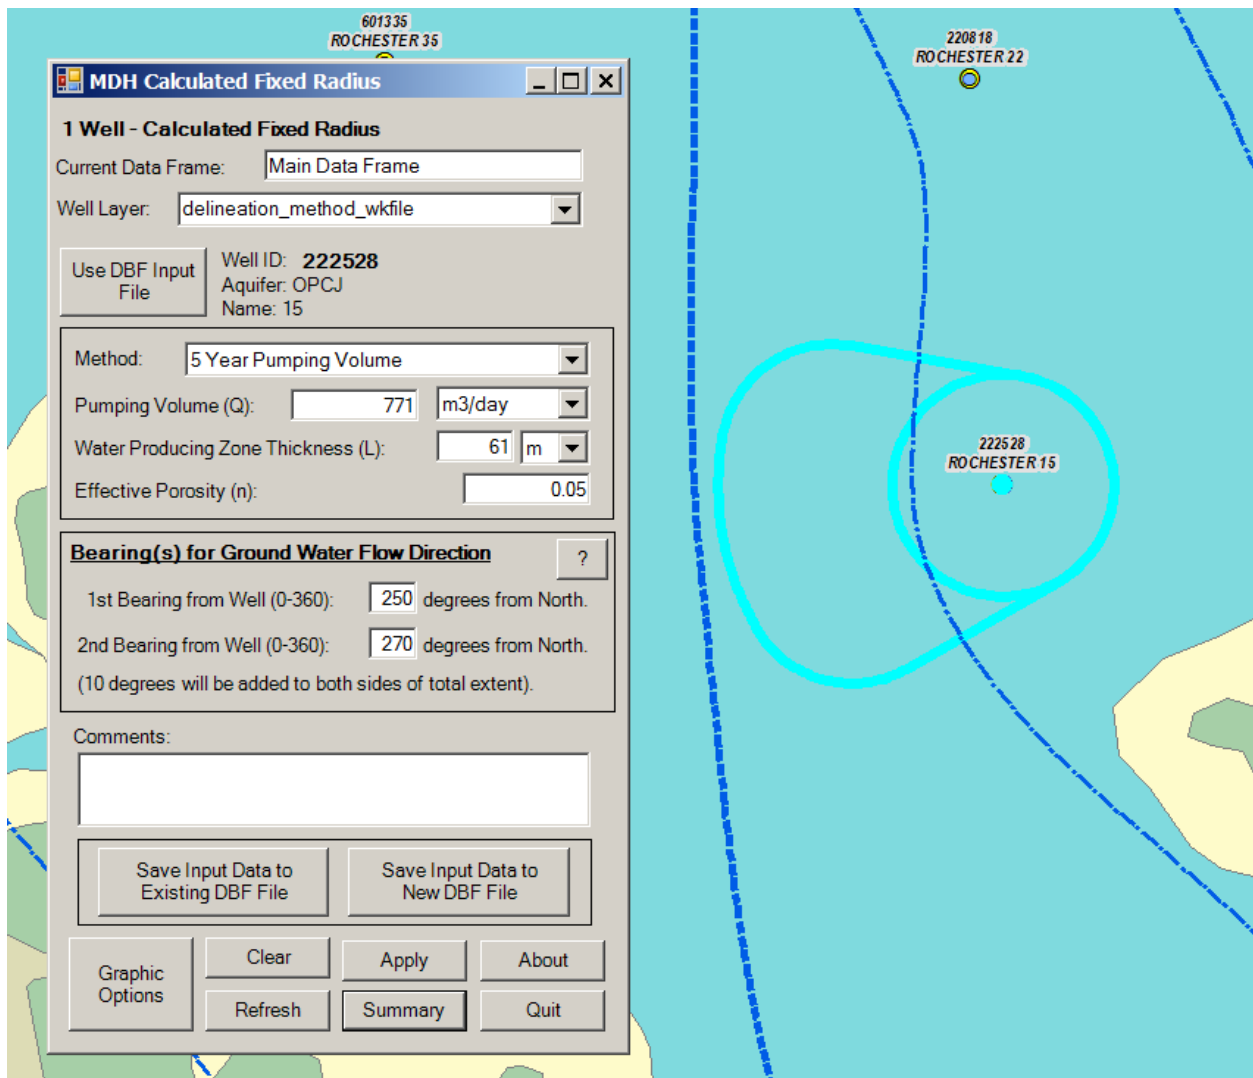 601335
ROCHESTER 35
220818
ROCHESTER 22
MDH Calculated Fixed Radius
1 Well - Calculated Fixed Radius
Current Data Frame: Main Data Frame
Well Layer: delineation_method_wkfile
Use DBF Input
File
Well ID: 222528
Aquifer: OPCJ
Name: 15
Method: 5 Year Pumping Volume
Pumping Volume (Q): 771 m3/day
Water Producing Zone Thickness (L): 61 m
Effective Porosity (n): 0.05
222528
ROCHESTER 15
Bearing(s) for Ground Water Flow Direction
?
1st Bearing from Well (0-360): 250 degrees from North.
2nd Bearing from Well (0-360): 270 degrees from North.
(10 degrees will be added to both sides of total extent).
Comments:
Save Input Data to
Existing DBF File
Save Input Data to
New DBF File
Graphic
Options
Clear
Apply
About
Refresh
Summary
Quit